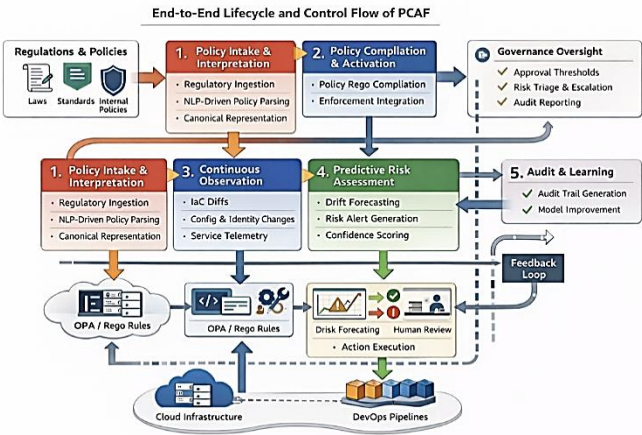 End-to-End Lifecycle and Control Flow of PCAF
Regulations & Policies
Laws
Standards
Internal
Policies
1. Policy Intake &
Interpretation
• Regulatory Ingestion
• NLP-Driven Policy Parsing
• Canonical Representation
2. Policy Compllation
& Activation
• Policy Rego Compilation
• Enforcement Integration
Governance Oversight
✓ Approval Thresholds
✓ Risk Triage & Escalation
✓ Audit Reporting
1. Policy Intake &
Interpretation
• Regulatory Ingestion
• NLP-Driven Policy Parsing
• Canonical Representation
3. Continuous
Observation
• IaC Diffs
• Config & Identity Changes
• Service Telemetry
4. Predictive Risk
Assessment
• Drift Forecasting
• Risk Alert Generation
• Confidence Scoring
5. Audit & Learning
✓ Audit Trail Generation
✓ Model Improvement
Feedback
Loop
OPA / Rego Rules
OPA / Rego Rules
Drisk Forecating
Human Review
• Action Execution
Cloud Infrastructure
DevOps Pipelines